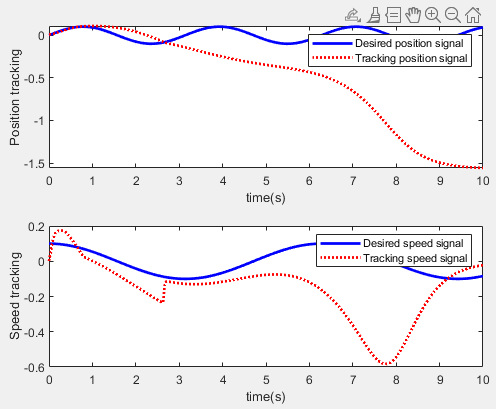 0
Desired position signal
Tracking position signal
-0.5
Position tracking
-1
-1.5
0 1 2 3 4 5 6 7 8 9 10
time(s)
0.2
Desired speed signal
Tracking speed signal
0
Speed tracking
-0.2
-0.4
-0.6
0 1 2 3 4 5 6 7 8 9 10
time(s)